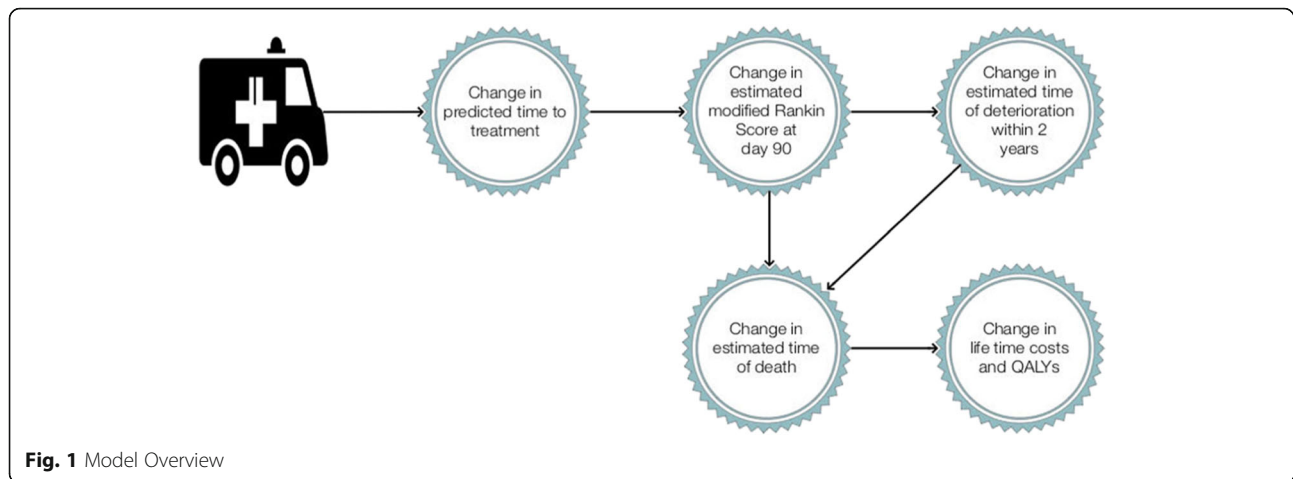 Change in
predicted time to
treatment
Change in
estimated
modified Rankin
Score at
day 90
Change in
estimated time
of deterioration
within 2
years
Change in
estimated time
of death
Change in
life time costs
and QALYs
Fig. 1 Model Overview